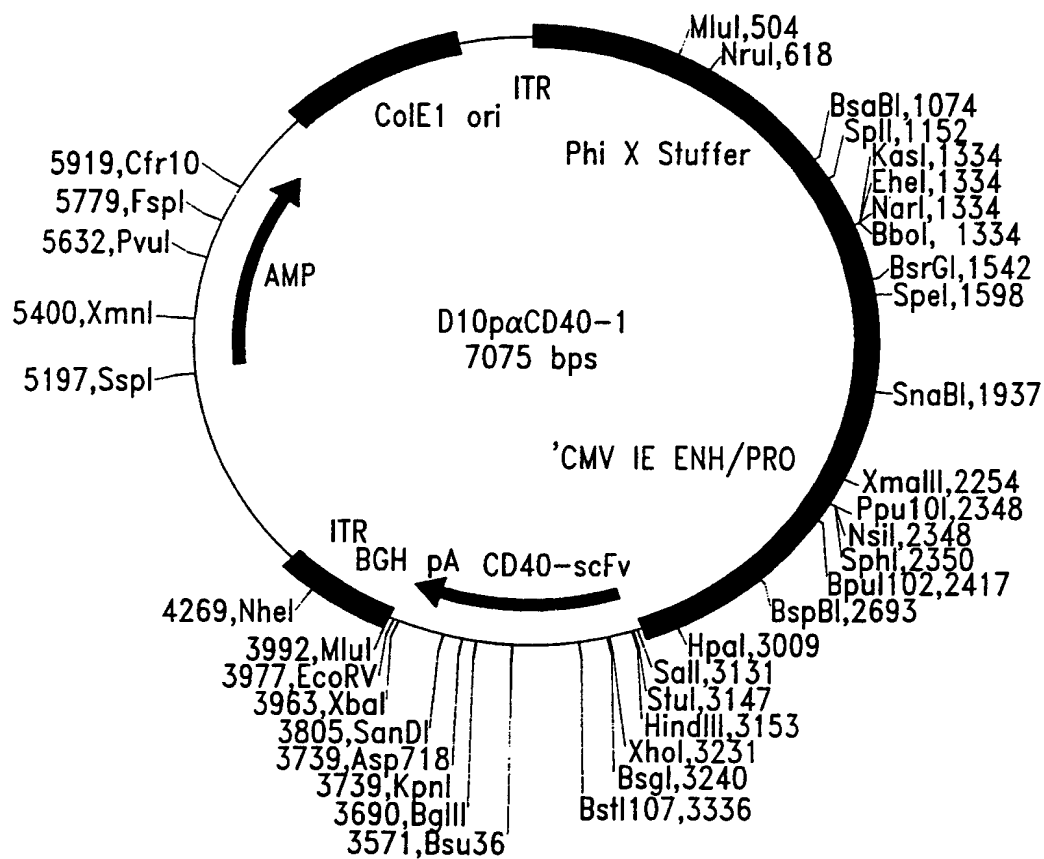 MluI,504
NruI,618
ITR
ColE1 ori
BsaBI,1074
SplI,1152
Phi X Stuffer
KasI,1334
EheI,1334
NarI,1334
BboI, 1334
5919,Cfr10
5779,FspI
5632,PvuI
AMP
BsrGI,1542
SpeI,1598
5400,XmnI
D10pαCD40-1
7075 bps
5197,SspI
SnaBI,1937
'CMV IE ENH/PRO
XmaIII,2254
Ppu10I,2348
NsiI,2348
SphI,2350
BpuI102,2417
BspBI,2693
ITR
BGH pA
CD40-scFv
4269,NheI
HpaI,3009
3992,MluI
SalI,3131
3977,EcoRV
StuI,3147
3963,XbaI
HindIII,3153
3805,SanDI
XhoI,3231
3739,Asp718
BsgI,3240
3739,KpnI
BstI107,3336
3690,BglII
3571,Bsu36